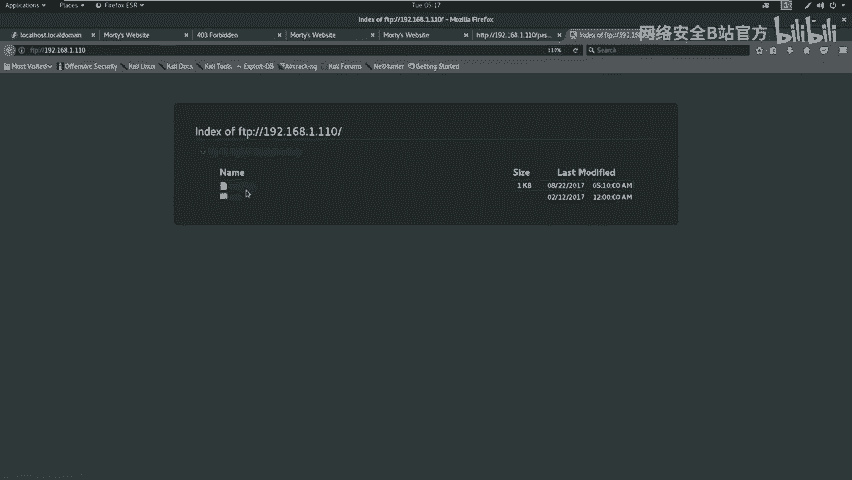 Applications Places Firefox ESR Tue 05:17
Index of ftp://192.168.1.110/ - Mozilla Firefox
localhost.localdomain Morty's Website 403 Forbidden Morty's Website Morty's Website http://192.168.1.110/pas... Index of ftp://192.168.1
网络安全B站官方 bilibili
ftp://192.168.1.110 110% Search
Most Visited Offensive Security Kali Linux Kali Docs Kali Tools Exploit-DB Aircrack-ng Kali Forums NetHunter Getting Started
Index of ftp://192.168.1.110/
Name Size Last Modified
1 KB 08/22/2017 05:10:00 AM
02/12/2017 12:00:00 AM